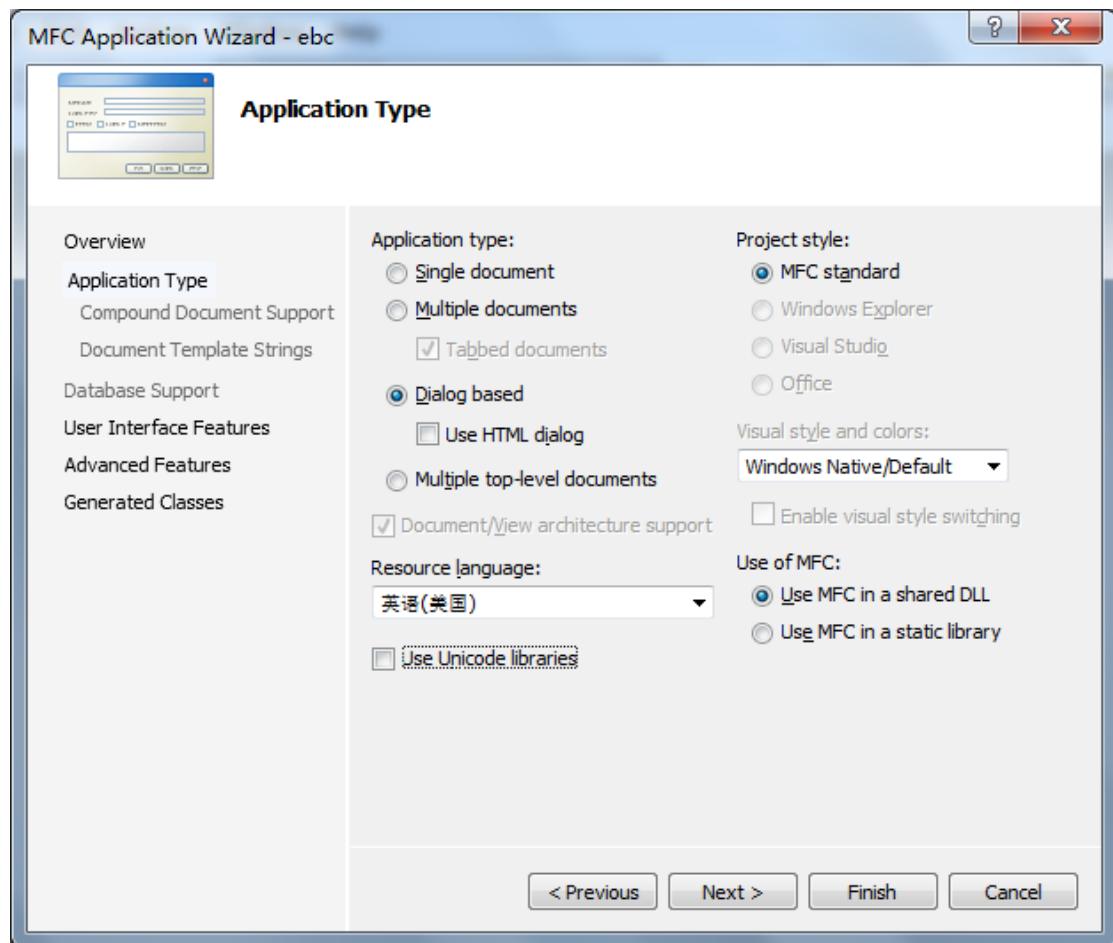 MFC Application Wizard - ebc
Application Type
Overview
Application Type
Compound Document Support
Document Template Strings
Database Support
User Interface Features
Advanced Features
Generated Classes
Application type:
Single document
Multiple documents
Tabbed documents
Dialog based
Use HTML dialog
Multiple top-level documents
Document/View architecture support
Resource language:
英语(美国)
Use Unicode libraries
Project style:
MFC standard
Windows Explorer
Visual Studio
Office
Visual style and colors:
Windows Native/Default
Enable visual style switching
Use of MFC:
Use MFC in a shared DLL
Use MFC in a static library
< Previous
Next >
Finish
Cancel